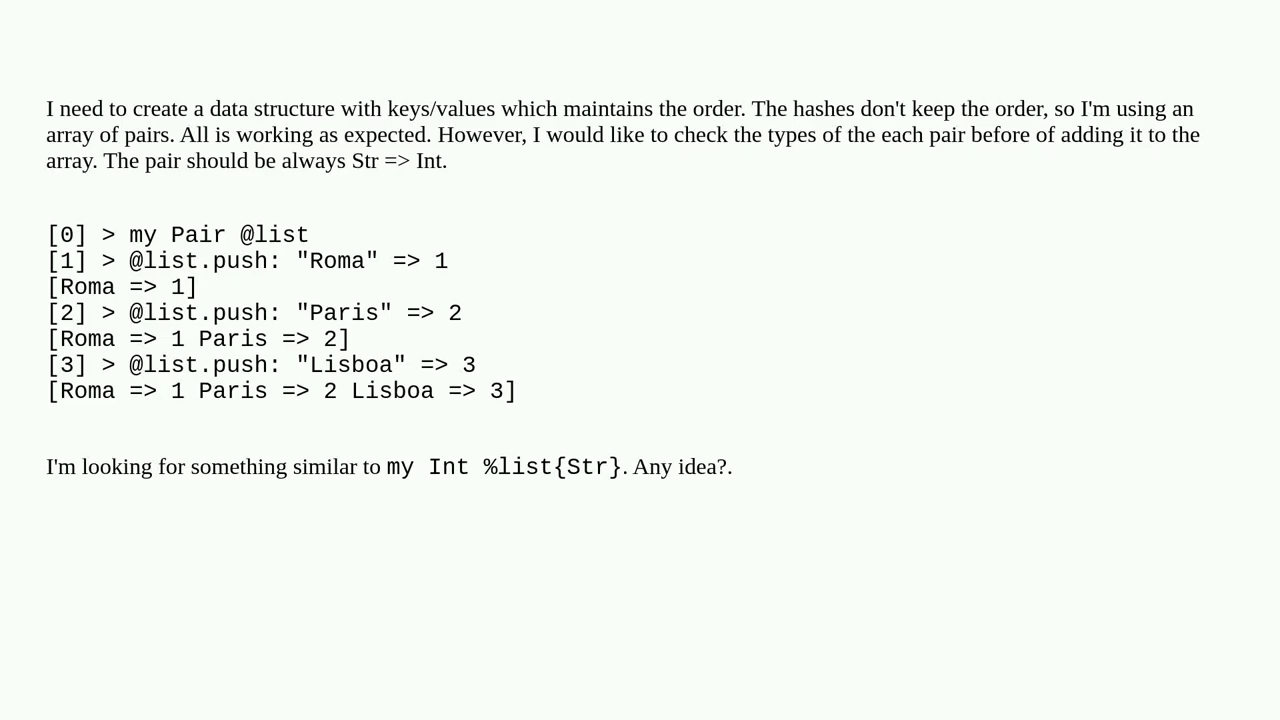 I need to create a data structure with keys/values which maintains the order. The hashes don't keep the order, so I'm using an
array of pairs. All is working as expected. However, I would like to check the types of the each pair before of adding it to the
array. The pair should be always Str => Int.
[0] > my Pair @list
[1] > @list.push: "Roma" => 1
[Roma => 1]
[2] > @list.push: "Paris" => 2
[Roma => 1 Paris => 2]
[3] > @list.push: "Lisboa" => 3
[Roma => 1 Paris => 2 Lisboa => 3]
I'm looking for something similar to my Int %list{Str}. Any idea?.